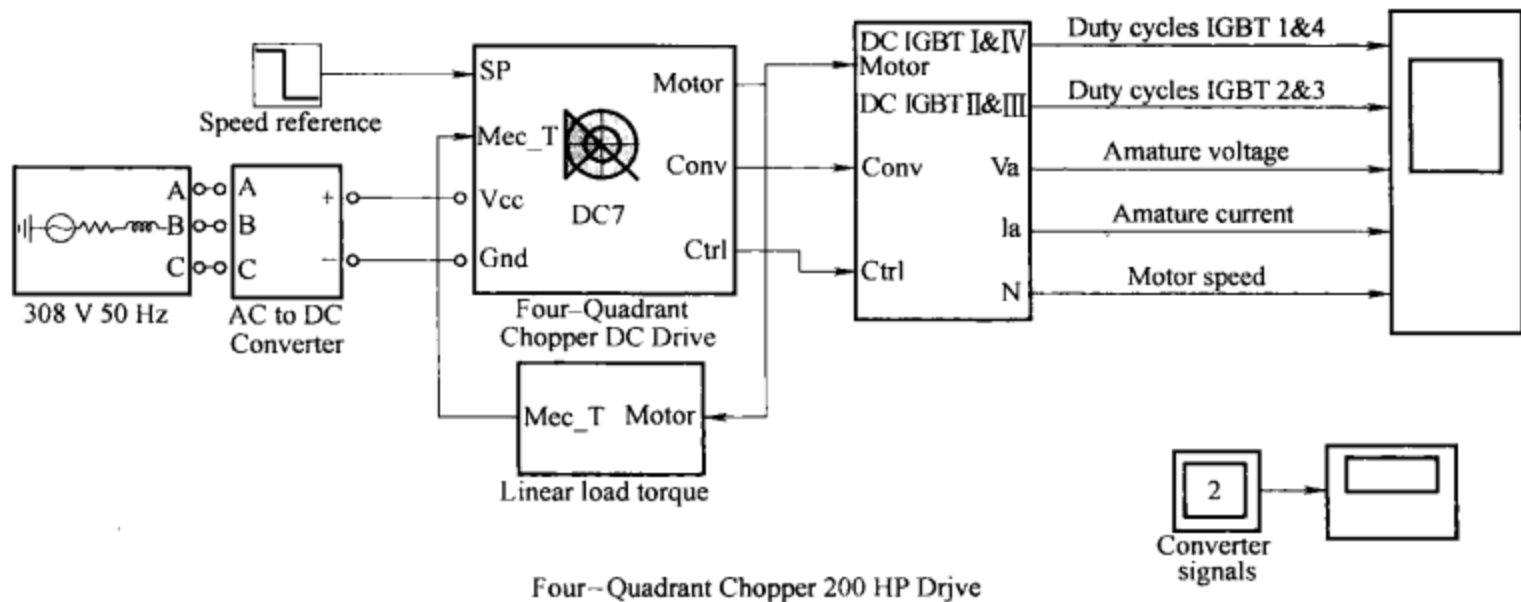 SP
Speed reference
Mec_T
Vcc
Gnd
Motor
Conv
Ctrl
DC7
Four-Quadrant
Chopper DC Drive
A
B
C
308 V 50 Hz
A
B
C
+
−
AC to DC
Converter
Mec_T Motor
Linear load torque
DC IGBT Ⅰ&Ⅳ
Motor
DC IGBT Ⅱ&Ⅲ
Conv
Ctrl
Va
Ia
N
Duty cycles IGBT 1&4
Duty cycles IGBT 2&3
Amature voltage
Amature current
Motor speed
2
Converter
signals
Four-Quadrant Chopper 200 HP Drjve